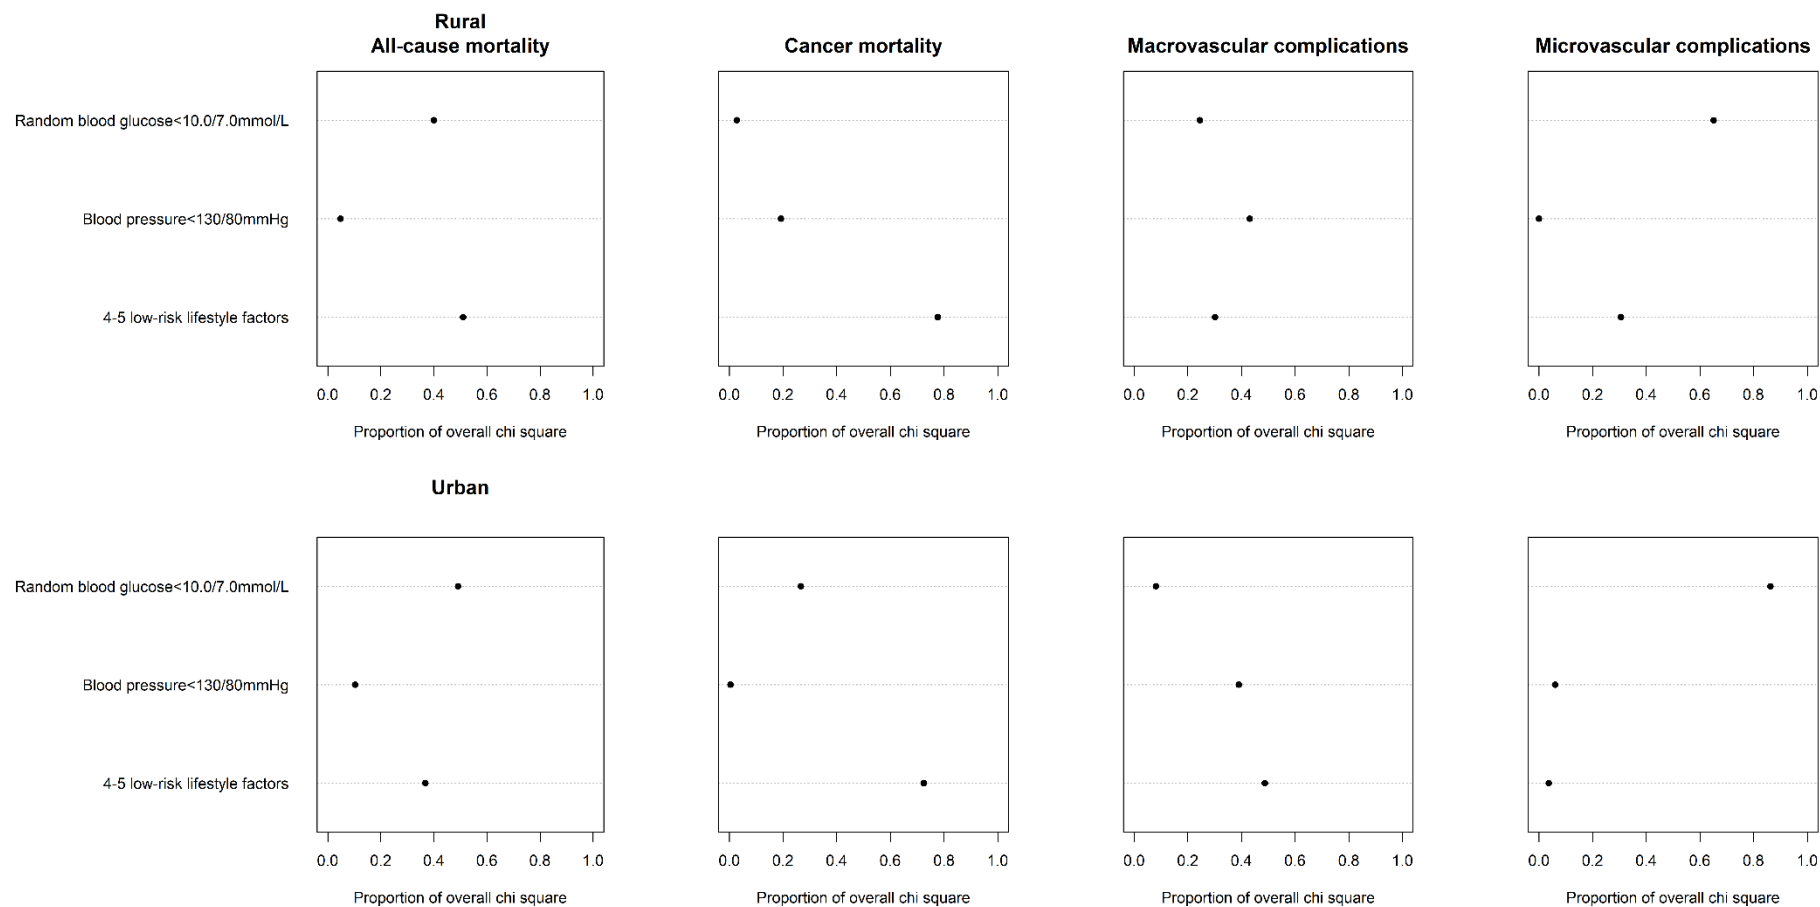 Rural
All-cause mortality
Cancer mortality
Macrovascular complications
Microvascular complications
Random blood glucose<10.0/7.0mmol/L
Blood pressure<130/80mmHg
4-5 low-risk lifestyle factors
0.0 0.2 0.4 0.6 0.8 1.0
0.0 0.2 0.4 0.6 0.8 1.0
0.0 0.2 0.4 0.6 0.8 1.0
0.0 0.2 0.4 0.6 0.8 1.0
Proportion of overall chi square
Proportion of overall chi square
Proportion of overall chi square
Proportion of overall chi square
Urban
Random blood glucose<10.0/7.0mmol/L
Blood pressure<130/80mmHg
4-5 low-risk lifestyle factors
0.0 0.2 0.4 0.6 0.8 1.0
0.0 0.2 0.4 0.6 0.8 1.0
0.0 0.2 0.4 0.6 0.8 1.0
0.0 0.2 0.4 0.6 0.8 1.0
Proportion of overall chi square
Proportion of overall chi square
Proportion of overall chi square
Proportion of overall chi square